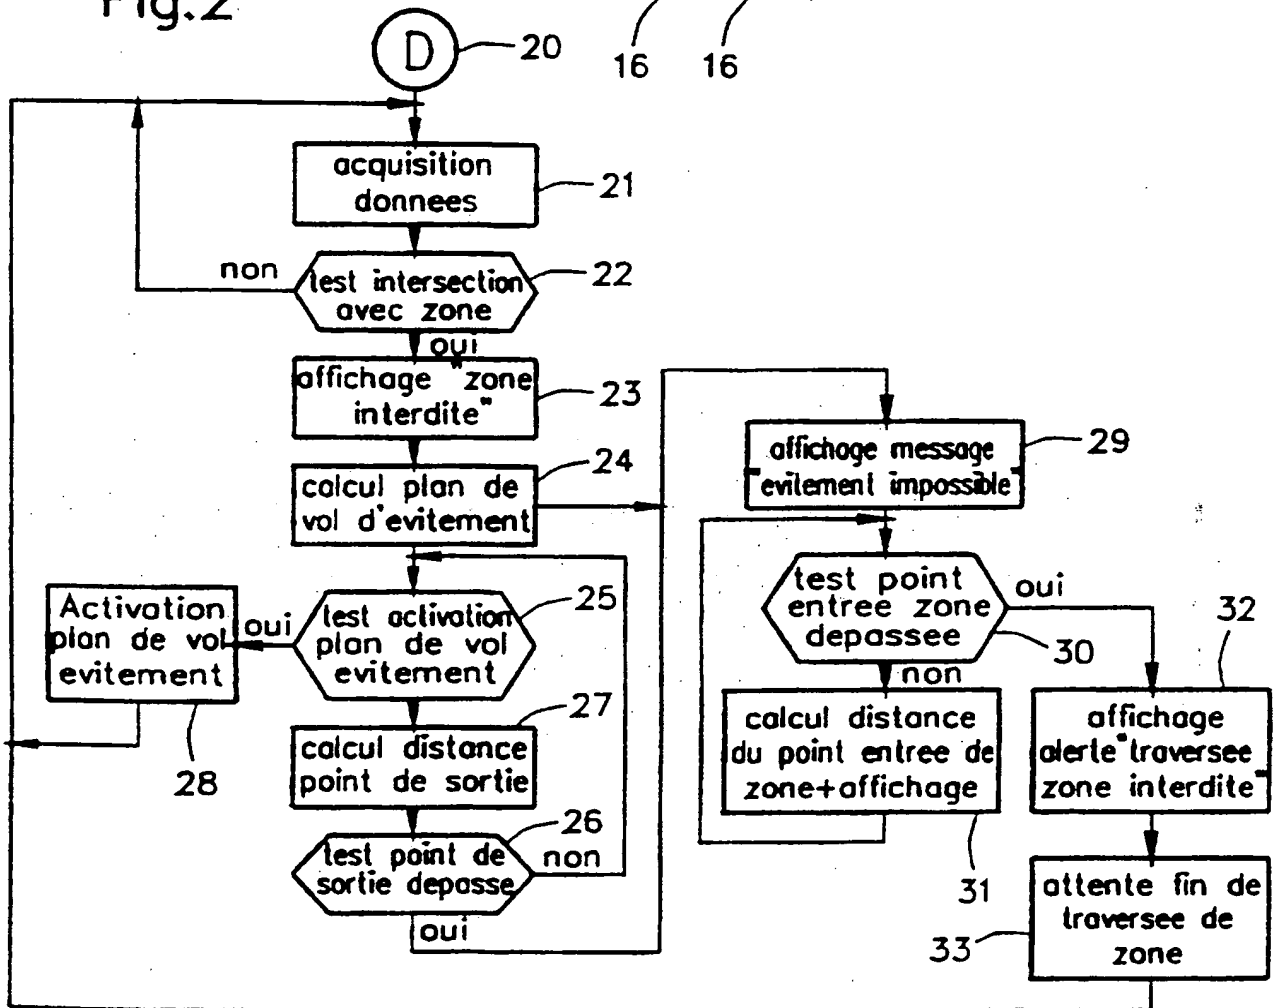 Fig.2
D
20
16
16
acquisition
donnees
21
non
test intersection
avec zone
22
oui
affichage "zone
interdite"
23
calcul plan de
vol d'evitement
24
test activation
plan de vol
evitement
25
oui
Activation
plan de vol
evitement
28
calcul distance
point de sortie
27
test point de
sortie depasse
26
non
oui
affichage message
"evitement impossible"
29
test point
entree zone
depassee
30
oui
non
calcul distance
du point entree de
zone+affichage
31
affichage
alerte"traversee
zone interdite"
32
attente fin de
traversee de
zone
33